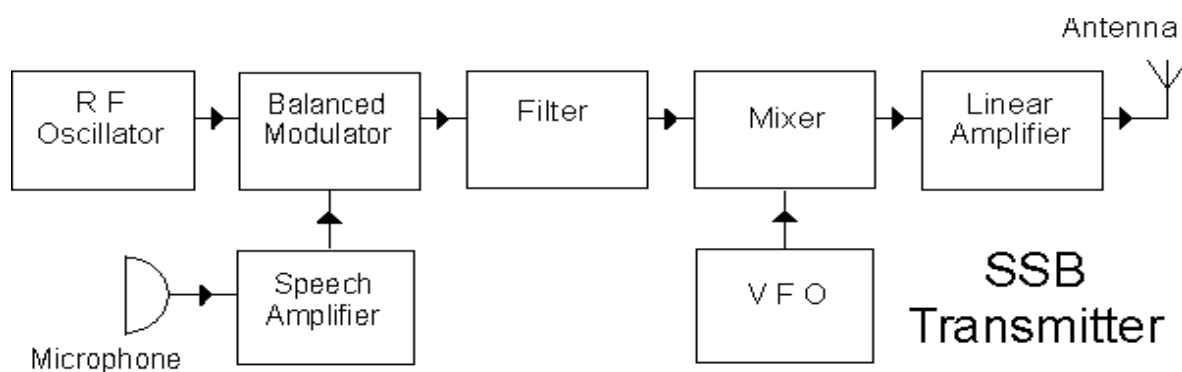 Antenna
R F
Oscillator
Balanced
Modulator
Filter
Mixer
Linear
Amplifier
Speech
Amplifier
V F O
SSB
Transmitter
Microphone